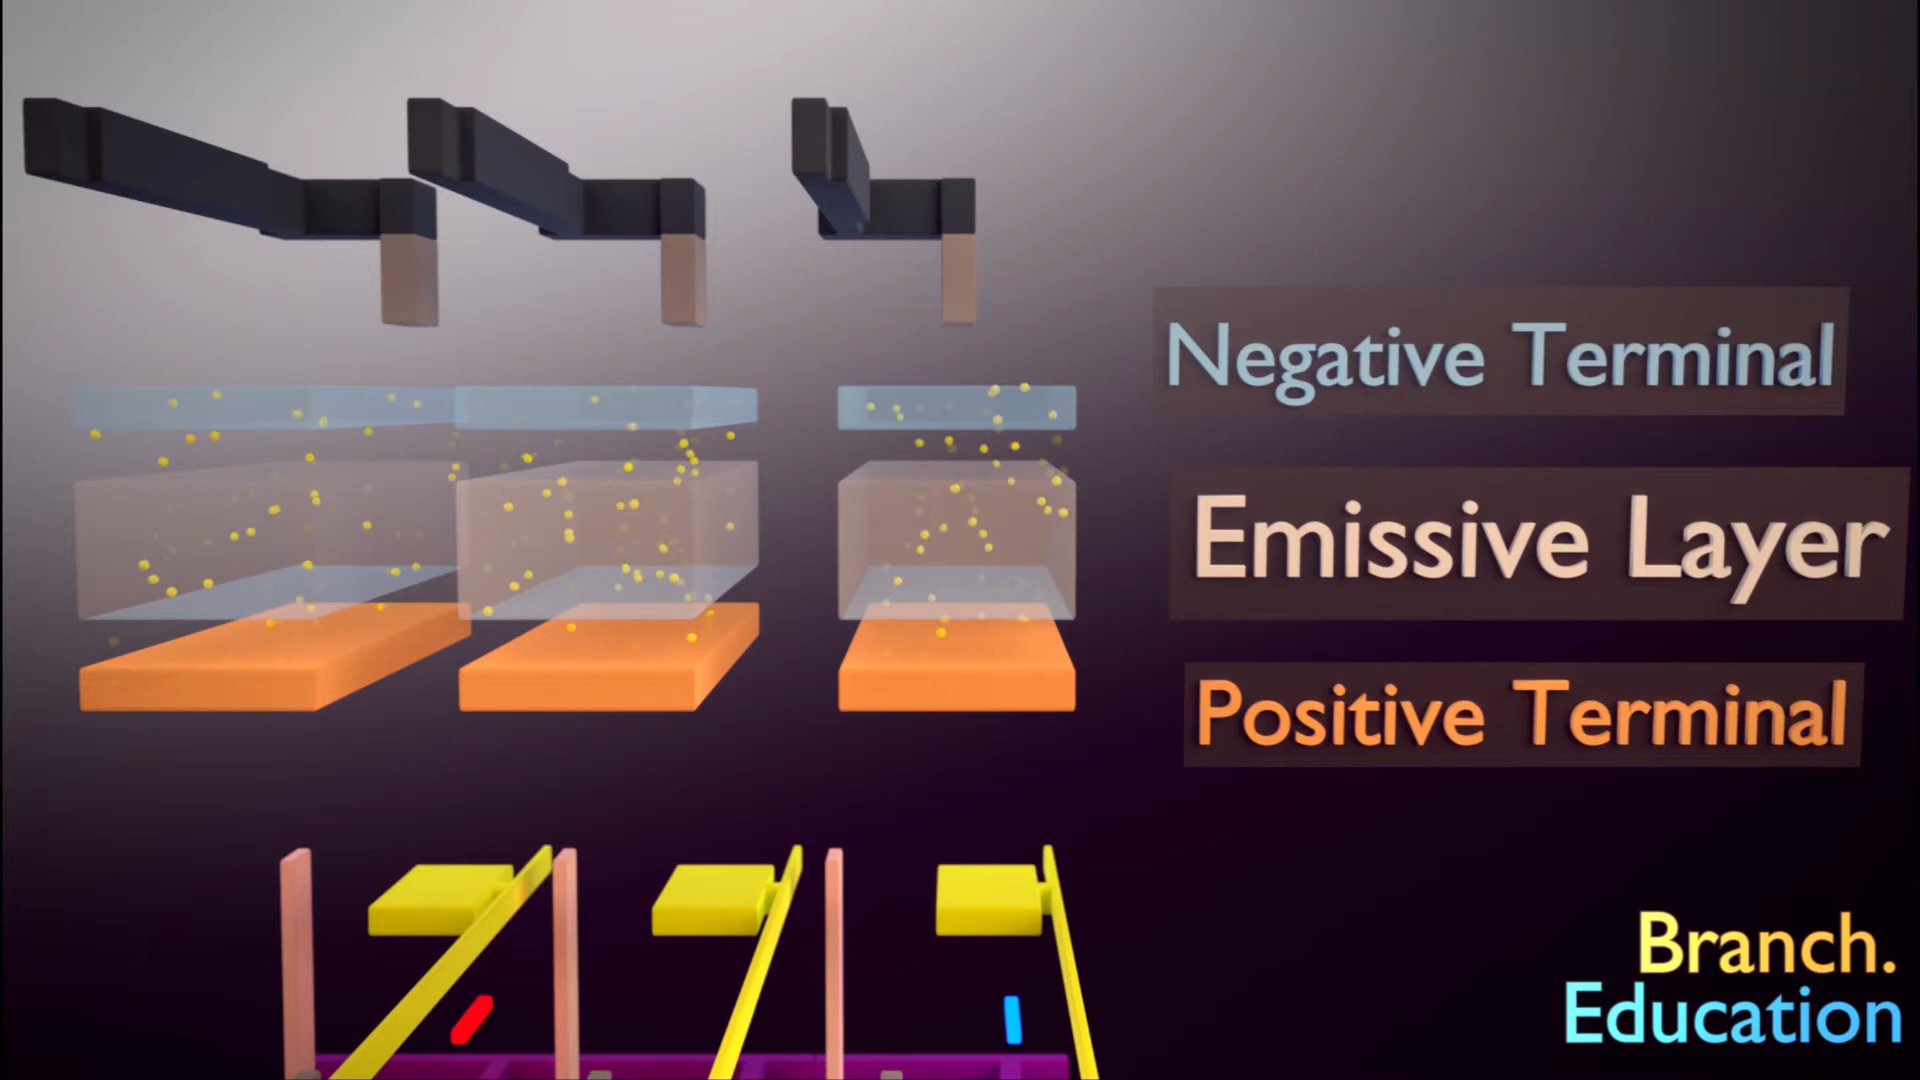 Negative Terminal
Emissive Layer
Positive Terminal
Branch.
Education